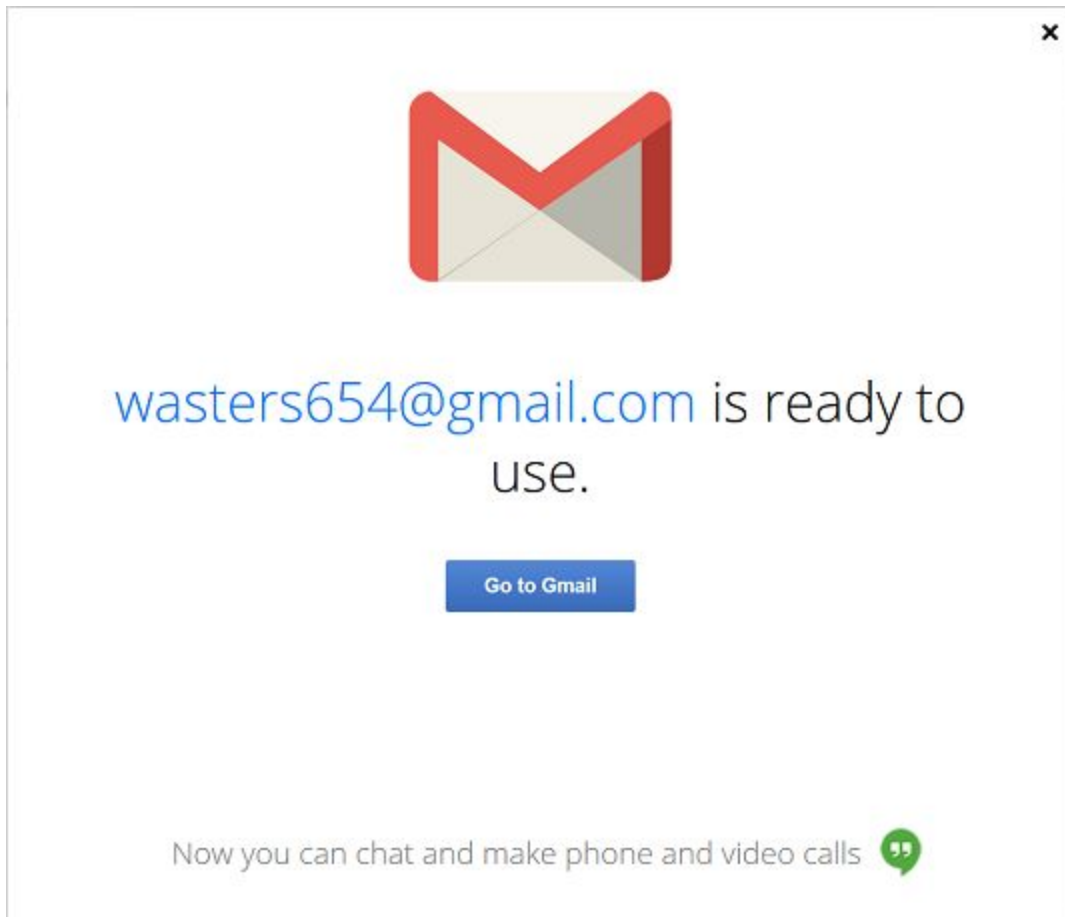 wasters654@gmail.com is ready to
use.
Go to Gmail
Now you can chat and make phone and video calls